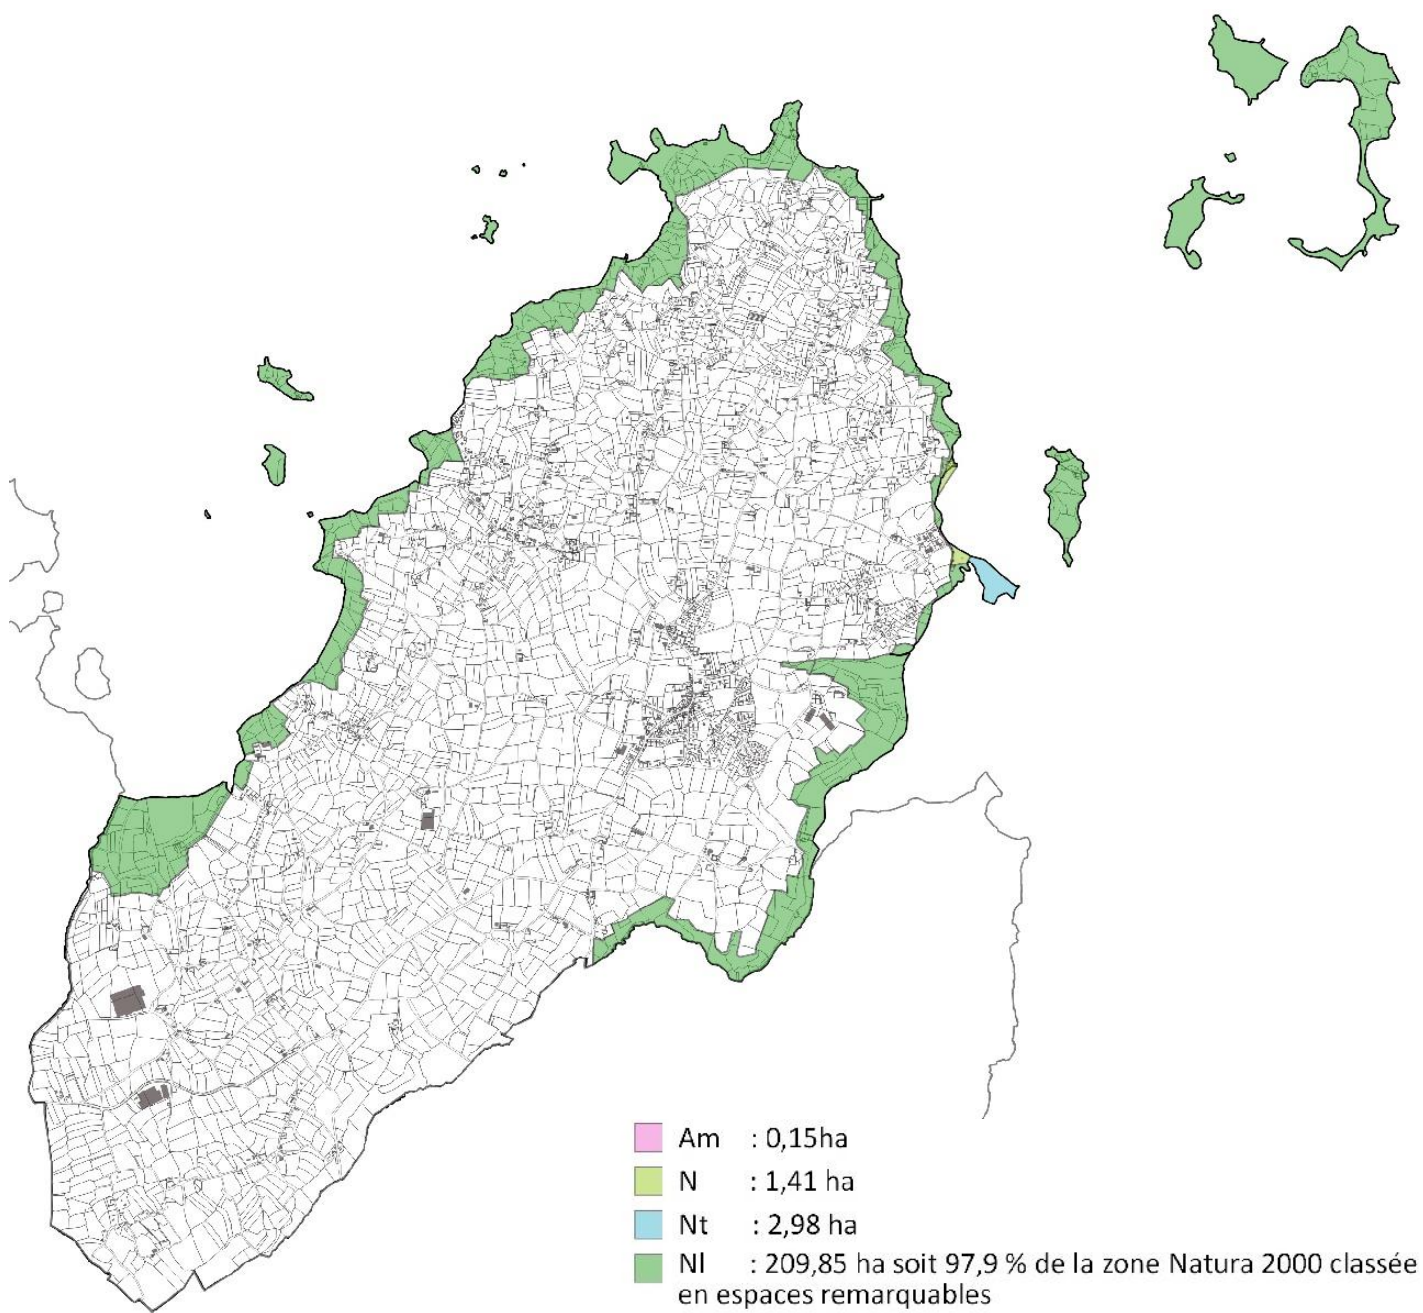 Am : 0,15ha
N : 1,41 ha
Nt : 2,98 ha
Nl : 209,85 ha soit 97,9 % de la zone Natura 2000 classée
en espaces remarquables